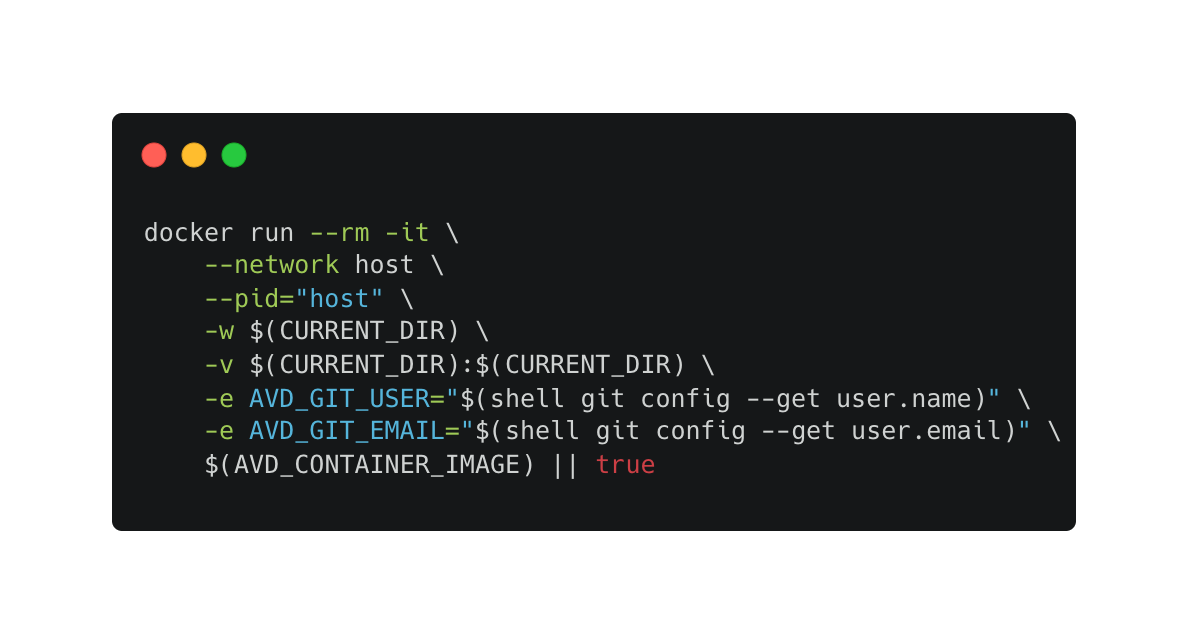 docker run --rm -it \
    --network host \
    --pid="host" \
    -w $(CURRENT_DIR) \
    -v $(CURRENT_DIR):$(CURRENT_DIR) \
    -e AVD_GIT_USER="$(shell git config --get user.name)" \
    -e AVD_GIT_EMAIL="$(shell git config --get user.email)" \
    $(AVD_CONTAINER_IMAGE) || true